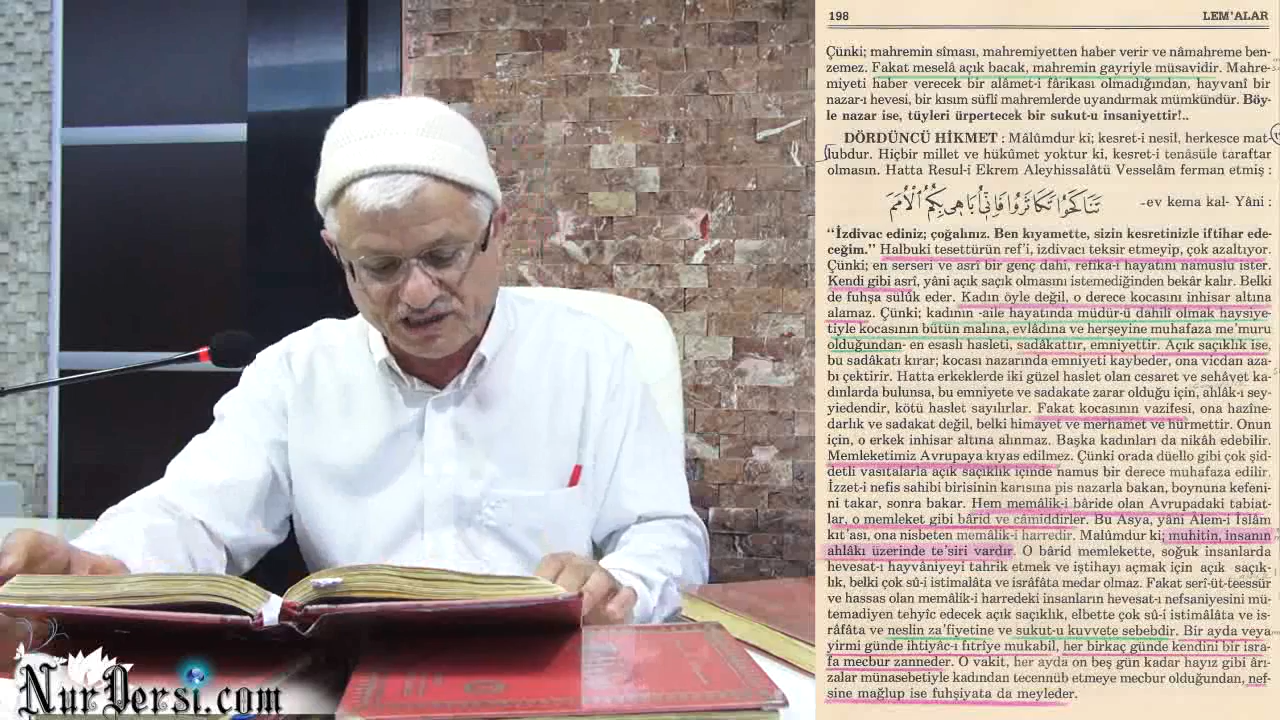 198 LEM'ALAR
Çünki; mahremin sîması, mahremiyetten haber verir ve nâmahreme ben-
zemez. Fakat meselâ açık bacak, mahremin gayriyle müsavidir. Mahre-
miyeti haber verecek bir alâmet-i fârikası olmadığından, hayvanî bir
nazar-ı hevesi, bir kısım süflî mahremlerde uyandırmak mümkündür. Böy-
le nazar ise, tüyleri ürpertecek bir sukut-u insaniyettir!..
DÖRDÜNCÜ HİKMET : Mâlûmdur ki; kesret-i nesil, herkesce mat-
lubdur. Hiçbir millet ve hükûmet yoktur ki, kesret-i tenâsüle taraftar
olmasın. Hatta Resul-i Ekrem Aleyhissalâtü Vesselâm ferman etmiş :
تَنَاكَحُوا تَكَاثَرُوا فَاِنِّى اُبَاهِى بِكُمُ الْاُمَمَ -ev kema kal- Yâni :
“İzdivac ediniz; çoğalınız. Ben kıyamette, sizin kesretinizle iftihar ede-
ceğim.” Halbuki tesettürün ref'i, izdivacı teksir etmeyip, çok azaltıyor.
Çünki; en serseri ve asrî bir genç dahi, refika-i hayatını namuslu ister.
Kendi gibi asrî, yâni açık saçık olmasını istemediğinden bekâr kalır. Belki
de fuhşa sülûk eder. Kadın öyle değil, o derece kocasını inhisar altına
alamaz. Çünki; kadının -aile hayatında müdür-ü dahilî olmak haysiye-
tiyle kocasının bütün malına, evlâdına ve herşeyine muhafaza me'muru
olduğundan- en esaslı hasleti, sadâkattır, emniyettir. Açık saçıklık ise,
bu sadâkatı kırar; kocası nazarında emniyeti kaybeder, ona vicdan aza-
bı çektirir. Hatta erkeklerde iki güzel haslet olan cesaret ve sehâvet ka-
dınlarda bulunsa, bu emniyete ve sadakate zarar olduğu için, ahlâk-ı sey-
yiedendir, kötü haslet sayılırlar. Fakat kocasının vazifesi, ona hazîne-
darlık ve sadakat değil, belki himayet ve merhamet ve hürmettir. Onun
için, o erkek inhisar altına alınmaz. Başka kadınları da nikâh edebilir.
Memleketimiz Avrupaya kıyas edilmez. Çünki orada düello gibi çok şid-
detli vasıtalarla açık saçıklık içinde namus bir derece muhafaza edilir.
İzzet-i nefis sahibi birisinin karısına pis nazarla bakan, boynuna kefeni-
ni takar, sonra bakar. Hem memâlik-i bâride olan Avrupadaki tabiat-
lar, o memleket gibi bârid ve câmiddirler. Bu Asya, yâni Âlem-i İslâm
kıt'ası, ona nisbeten memâlik-i harredir. Malûmdur ki; muhitin, insanın
ahlâkı üzerinde te'siri vardır. O bârid memlekette, soğuk insanlarda
hevesat-ı hayvâniyeyi tahrik etmek ve iştihayı açmak için açık saçık-
lık, belki çok sû-i istimalâta ve isrâfata medar olmaz. Fakat serî-üt-teessür
ve hassas olan memâlik-i harredeki insanların hevesat-ı nefsaniyesini mü-
temadiyen tehyîc edecek açık saçıklık, elbette çok sû-i istimâlâta ve is-
râfâta ve neslin za'fiyetine ve sukut-u kuvvete sebebdir. Bir ayda veya
yirmi günde ihtiyâc-ı fıtrîye mukabil, her birkaç günde kendini bir isra-
fa mecbur zanneder. O vakit, her ayda on beş gün kadar hayız gibi ârı-
zalar münasebetiyle kadından tecennüb etmeye mecbur olduğundan, nef-
sine mağlup ise fuhşiyata da meyleder.
NurDersi.com